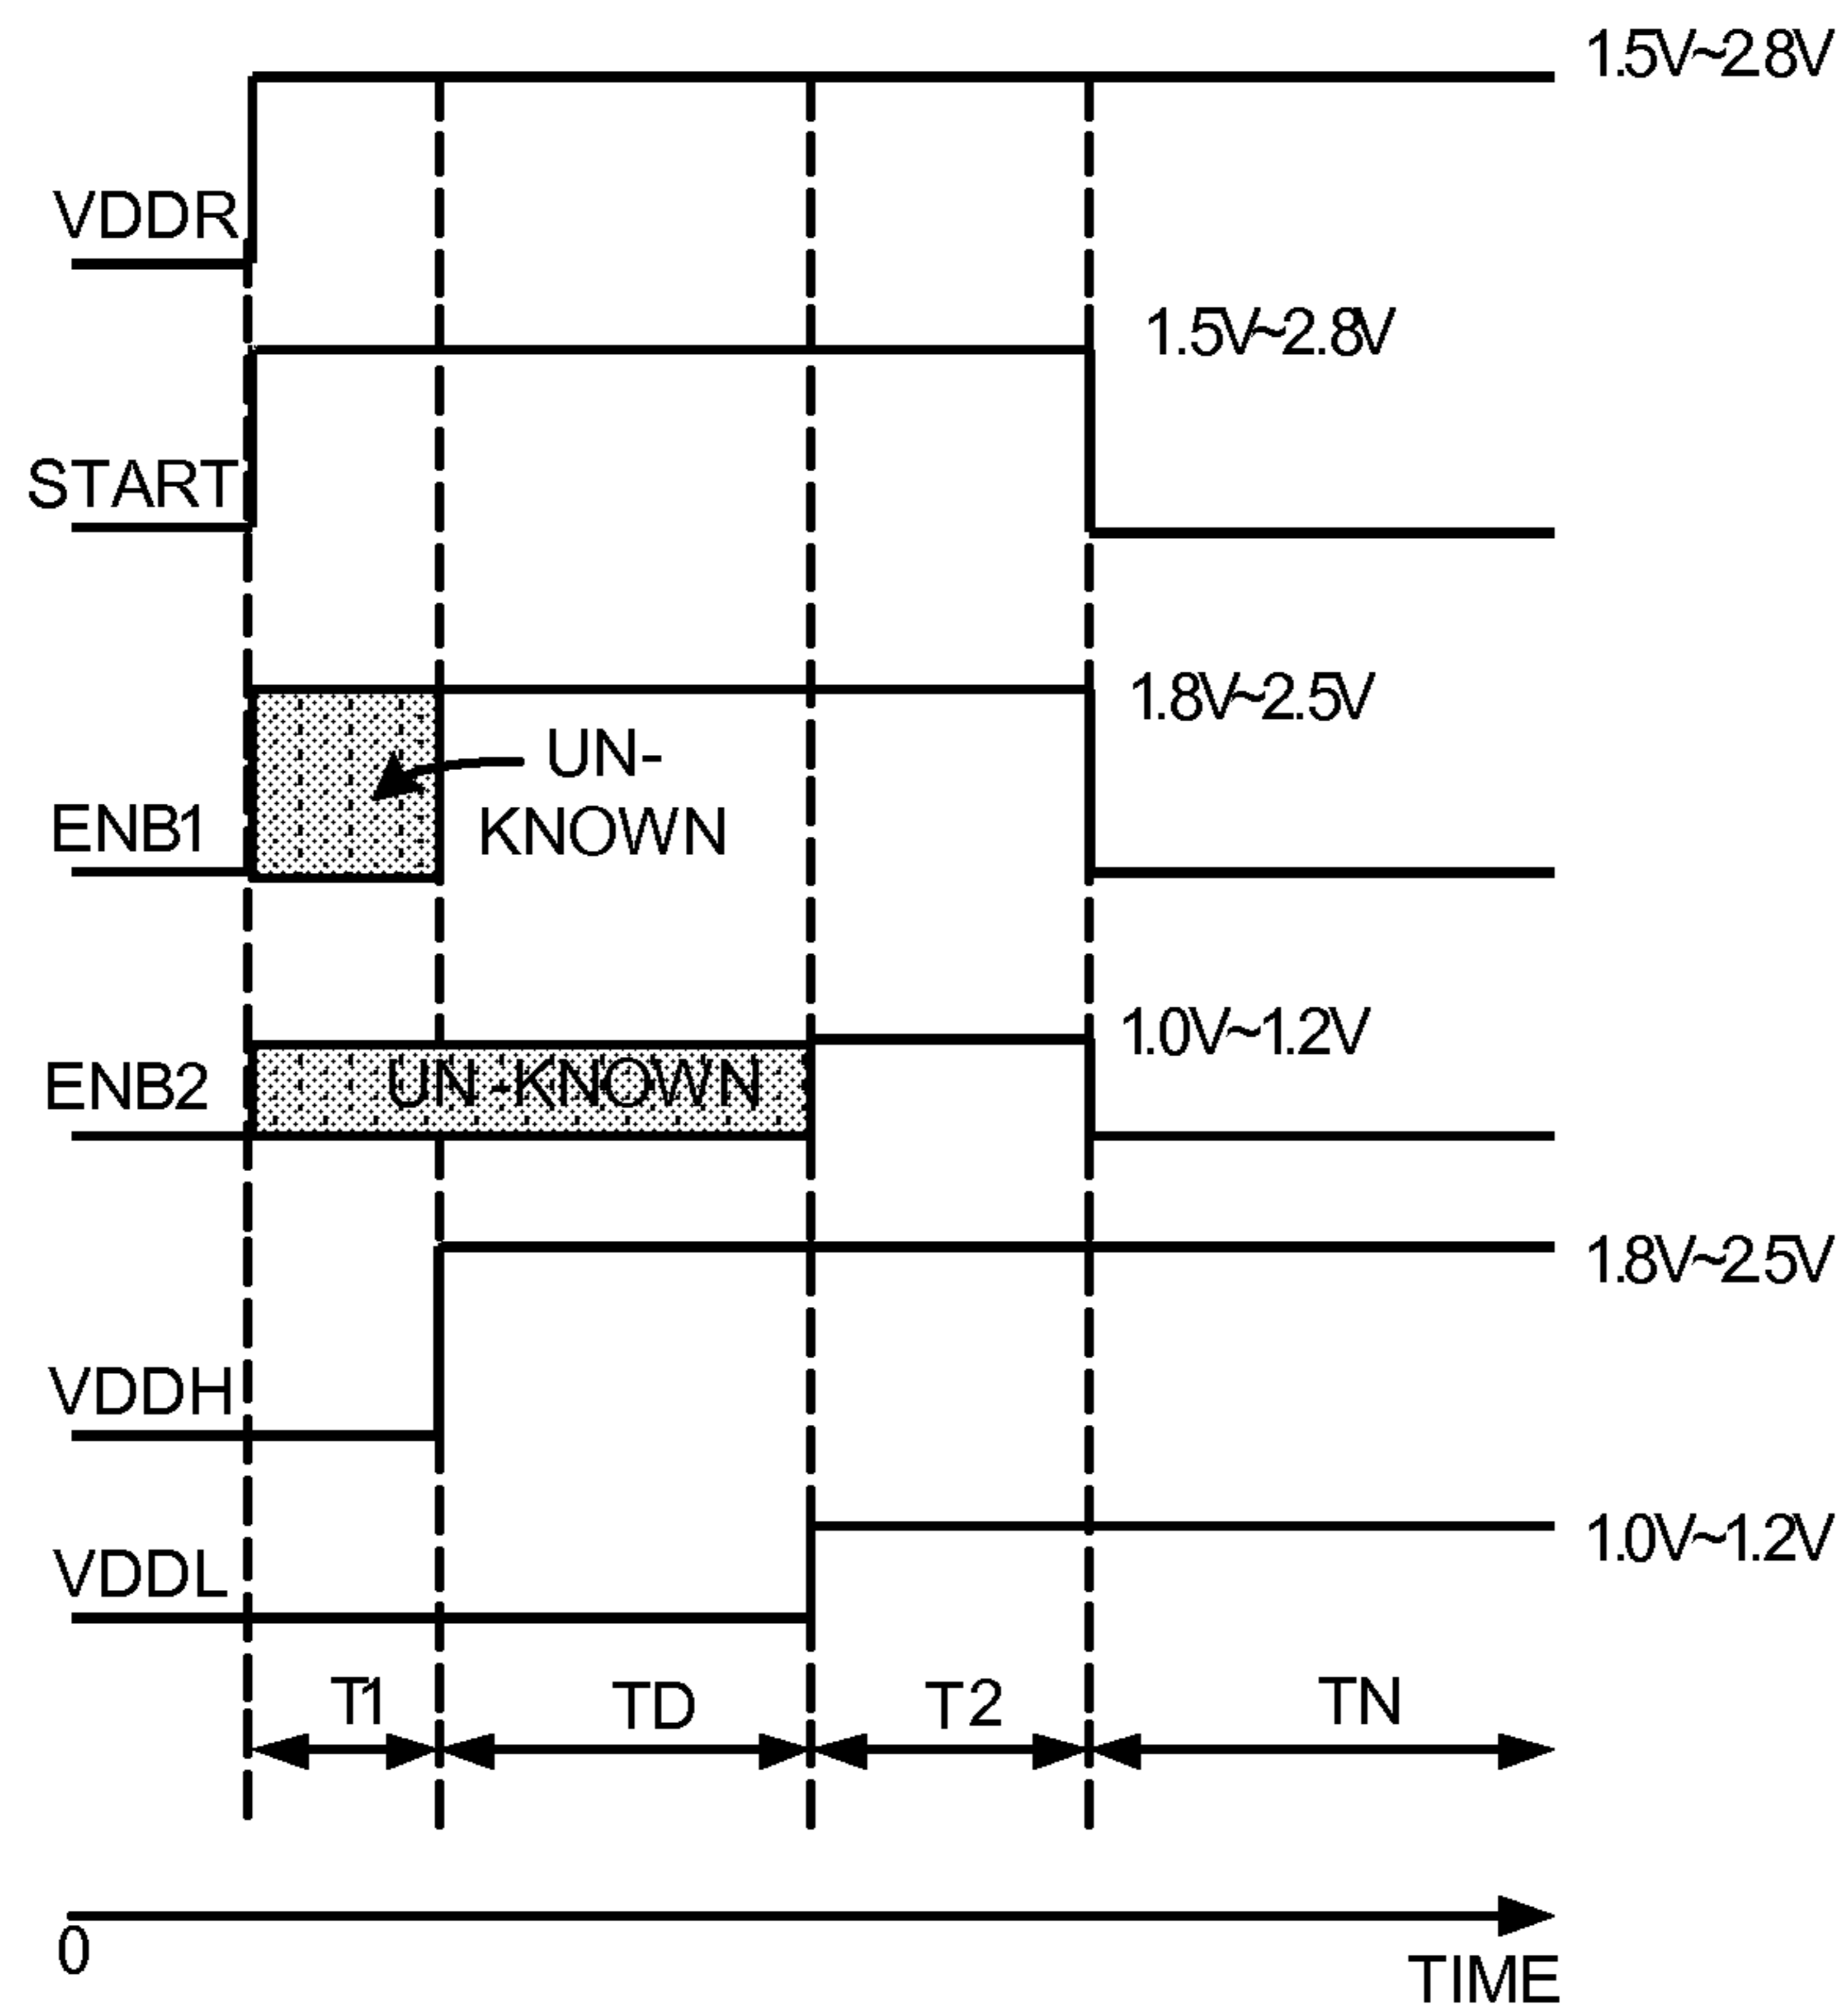 1.5V~2.8V
VDDR
1.5V~2.8V
START
1.8V~2.5V
UN-
KNOWN
ENB1
1.0V~1.2V
UN-KNOWN
ENB2
1.8V~2.5V
VDDH
1.0V~1.2V
VDDL
T1 TD T2 TN
0
TIME